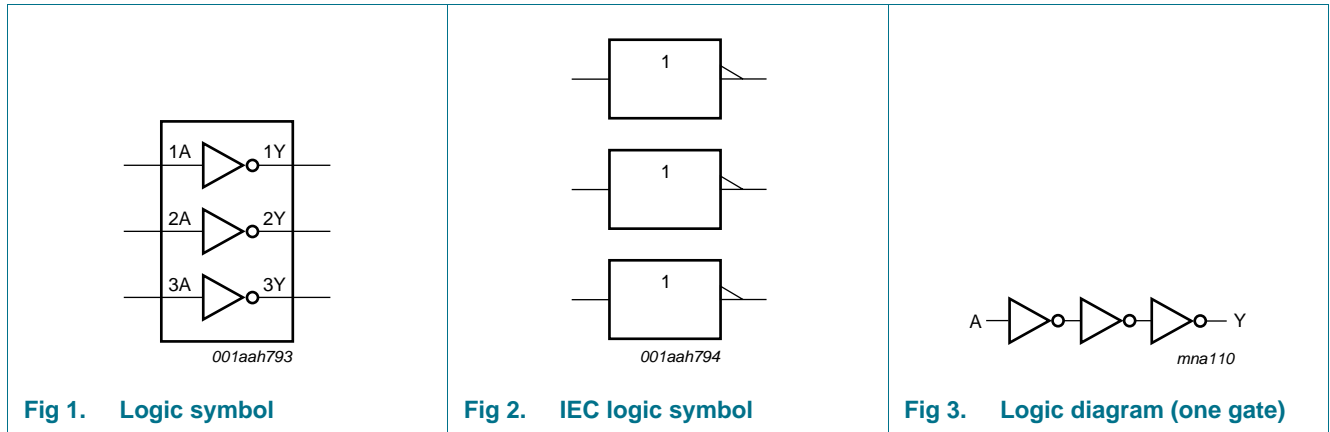 1A 1Y
2A 2Y
3A 3Y
001aah793
Fig 1. Logic symbol
1
1
1
001aah794
Fig 2. IEC logic symbol
A Y
mna110
Fig 3. Logic diagram (one gate)